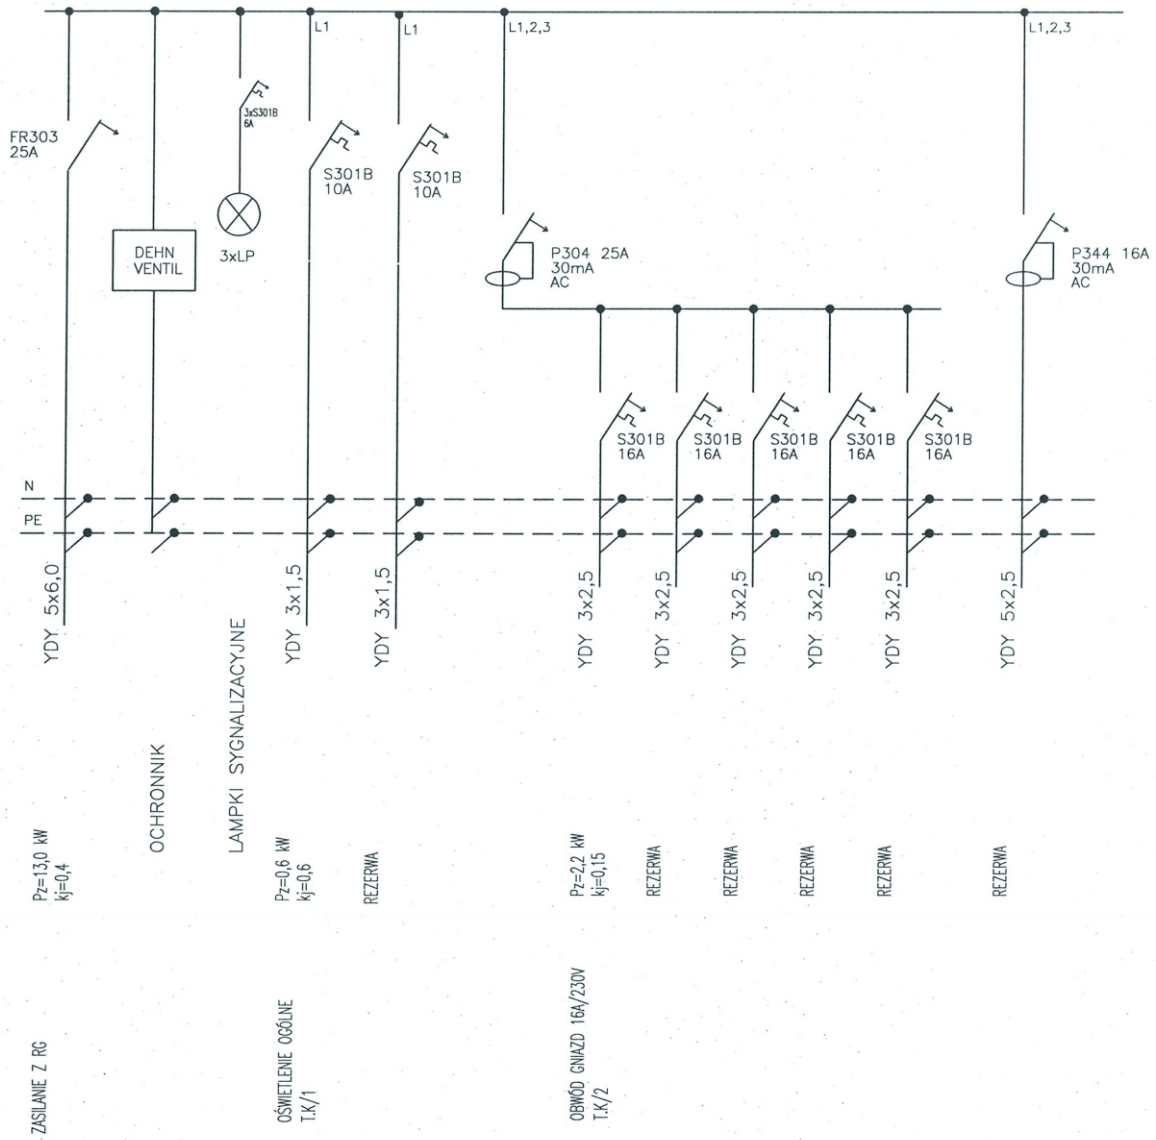 L1
L1
L1,2,3
L1,2,3
FR303
25A
3xS301B
6A
S301B
10A
S301B
10A
DEHN
VENTIL
3xLP
P304 25A
30mA
AC
P344 16A
30mA
AC
S301B
16A
S301B
16A
S301B
16A
S301B
16A
S301B
16A
N
PE
YDY 5x6,0
YDY 3x1,5
YDY 3x1,5
YDY 3x2,5
YDY 3x2,5
YDY 3x2,5
YDY 3x2,5
YDY 3x2,5
YDY 5x2,5
OCHRONNIK
LAMPKI SYGNALIZACYJNE
Pz=13,0 kW
kj=0,4
Pz=0,6 kW
kj=0,6
REZERWA
Pz=2,2 kW
kj=0,15
REZERWA
REZERWA
REZERWA
REZERWA
REZERWA
ZASILANIE Z RG
OŚWIETLENIE OGÓLNE
T.K/1
OBWÓD GNIAZD 16A/230V
T.K/2